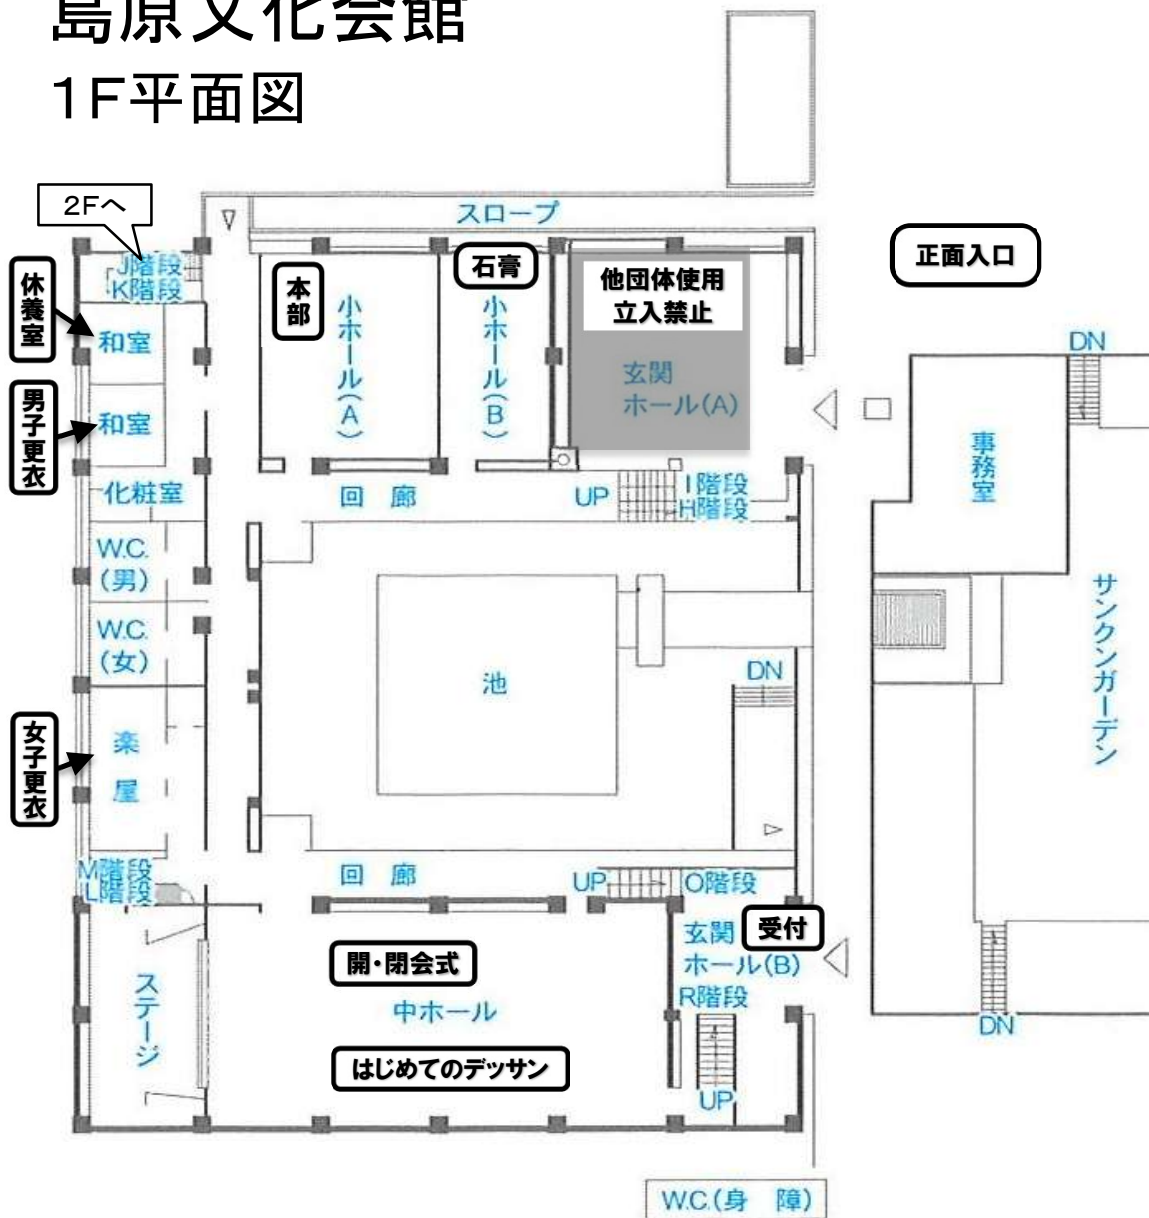 島原文化会館
1F平面図
2Fへ
スロープ
正面入口
J階段
K階段
休養室
和室
本部
小ホール(A)
石膏
小ホール(B)
他団体使用
立入禁止
玄関
ホール(A)
DN
事務室
男子更衣
和室
化粧室
回廊
UP
I階段
H階段
W.C.
(男)
W.C.
(女)
池
DN
サンクンガーデン
女子更衣
楽屋
M階段
L階段
回廊
UP
O階段
玄関
ホール(B)
受付
R階段
UP
開・閉会式
中ホール
はじめてのデッサン
ステージ
DN
W.C.(身 障)